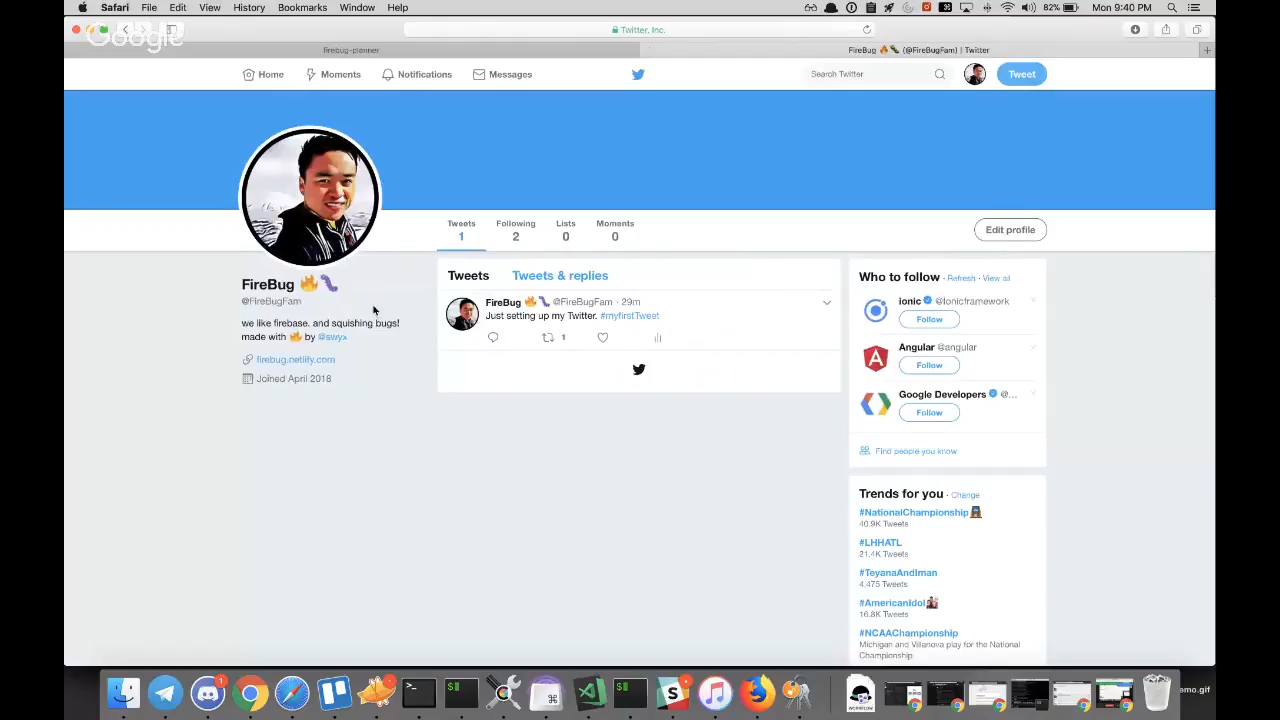 Safari File Edit View History Bookmarks Window Help
82% Mon 9:40 PM
Google
Twitter, Inc.
firebug-planner
FireBug 🔥🐛 (@FireBugFam) | Twitter
Home Moments Notifications Messages
Search Twitter
Tweet
Tweets Following Lists Moments
1 2 0 0
Edit profile
FireBug 🔥🐛
@FireBugFam
we like firebase. and squishing bugs!
made with 🔥 by @swyx
firebug.netlify.com
Joined April 2018
Tweets Tweets & replies
FireBug 🔥🐛 @FireBugFam · 29m
Just setting up my Twitter. #myfirstTweet
1
Who to follow · Refresh · View all
ionic @Ionicframework
Follow
Angular @angular
Follow
Google Developers @...
Follow
Find people you know
Trends for you · Change
#NationalChampionship
40.9K Tweets
#LHHATL
21.4K Tweets
#TeyanaAndIman
4,475 Tweets
#AmericanIdol
16.8K Tweets
#NCAAChampionship
Michigan and Villanova play for the National
Championship
1
WORKFLOW
emo.gif